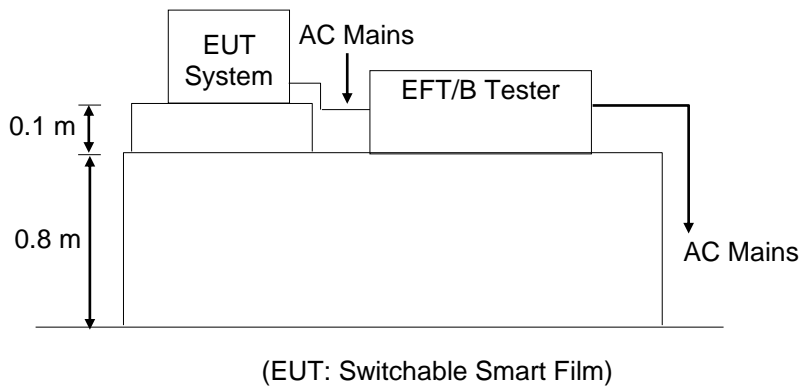 EUT
System
AC Mains
EFT/B Tester
0.1 m
0.8 m
AC Mains
(EUT: Switchable Smart Film)